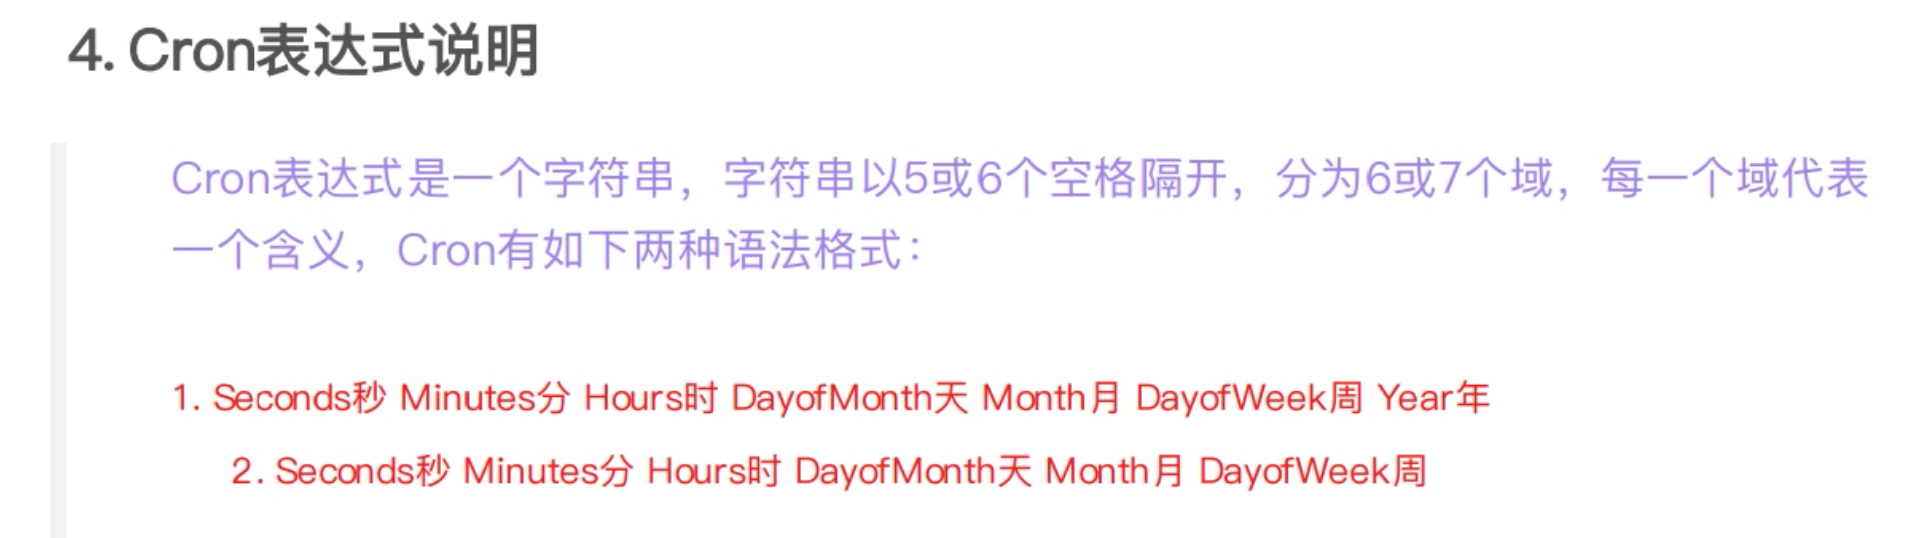 4. Cron表达式说明
Cron表达式是一个字符串，字符串以5或6个空格隔开，分为6或7个域，每一个域代表
一个含义，Cron有如下两种语法格式：
1. Seconds秒 Minutes分 Hours时 DayofMonth天 Month月 DayofWeek周 Year年
2. Seconds秒 Minutes分 Hours时 DayofMonth天 Month月 DayofWeek周